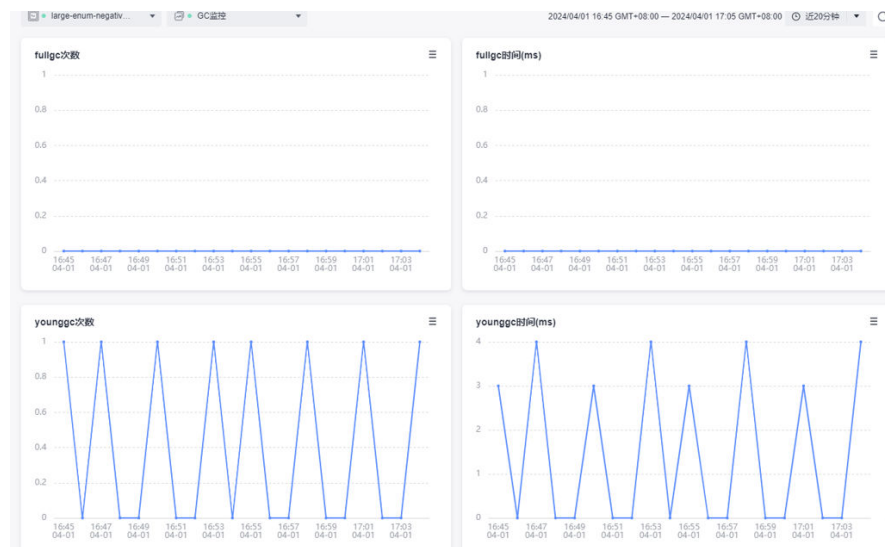 large-enum-negativ... GC监控 2024/04/01 16:45 GMT+08:00 — 2024/04/01 17:05 GMT+08:00 近20分钟
fullgc次数
1
0.8
0.6
0.4
0.2
0
16:45 16:47 16:49 16:51 16:53 16:55 16:57 16:59 17:01 17:03
04-01 04-01 04-01 04-01 04-01 04-01 04-01 04-01 04-01 04-01
fullgc时间(ms)
1
0.8
0.6
0.4
0.2
0
16:45 16:47 16:49 16:51 16:53 16:55 16:57 16:59 17:01 17:03
04-01 04-01 04-01 04-01 04-01 04-01 04-01 04-01 04-01 04-01
younggc次数
1
0.8
0.6
0.4
0.2
0
16:45 16:47 16:49 16:51 16:53 16:55 16:57 16:59 17:01 17:03
04-01 04-01 04-01 04-01 04-01 04-01 04-01 04-01 04-01 04-01
younggc时间(ms)
4
3
2
1
0
16:45 16:47 16:49 16:51 16:53 16:55 16:57 16:59 17:01 17:03
04-01 04-01 04-01 04-01 04-01 04-01 04-01 04-01 04-01 04-01